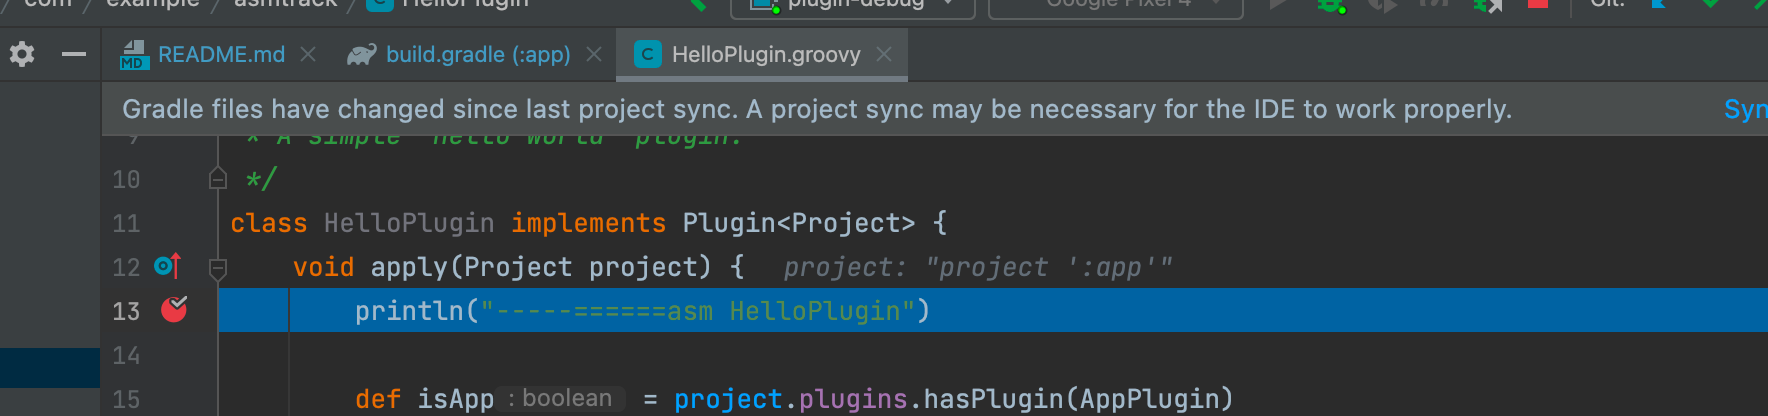 com / example / asmtrack / HelloPlugin plugin-debug Google Pixel 4 Git:
README.md build.gradle (:app) HelloPlugin.groovy
Gradle files have changed since last project sync. A project sync may be necessary for the IDE to work properly. Syn
9 * A simple "hello world" plugin.
10 */
11 class HelloPlugin implements Plugin<Project> {
12 void apply(Project project) { project: "project ':app'"
13 println("-----======asm HelloPlugin")
14
15 def isApp : boolean = project.plugins.hasPlugin(AppPlugin)